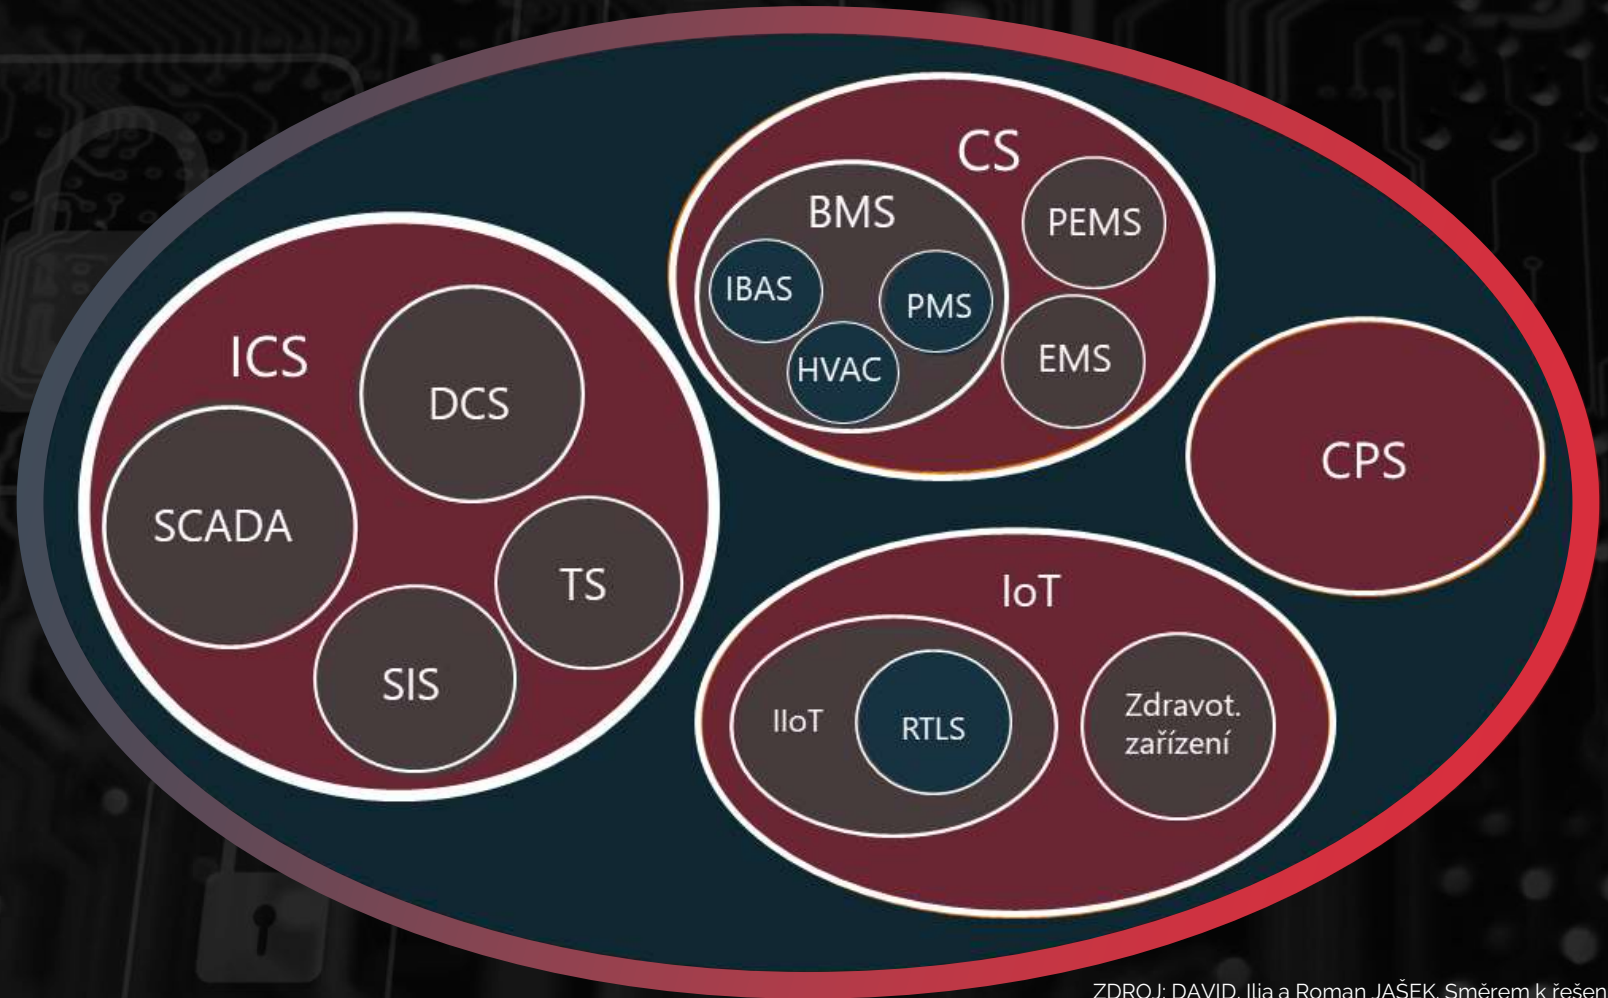 CS
BMS
PEMS
IBAS
PMS
HVAC
EMS
ICS
DCS
SCADA
TS
SIS
CPS
IoT
IIoT
RTLS
Zdravot.
zařízení
ZDROJ: DAVID, Ilja a Roman JAŠEK. Směrem k řešen